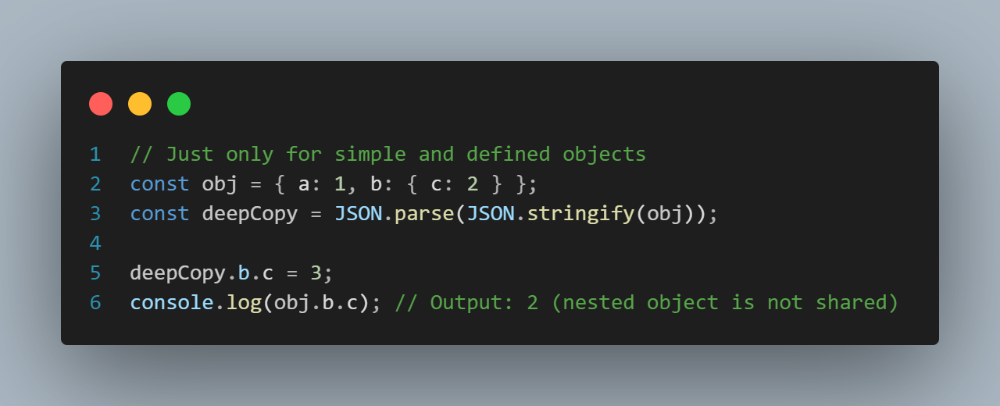 1 // Just only for simple and defined objects
2 const obj = { a: 1, b: { c: 2 } };
3 const deepCopy = JSON.parse(JSON.stringify(obj));
4
5 deepCopy.b.c = 3;
6 console.log(obj.b.c); // Output: 2 (nested object is not shared)